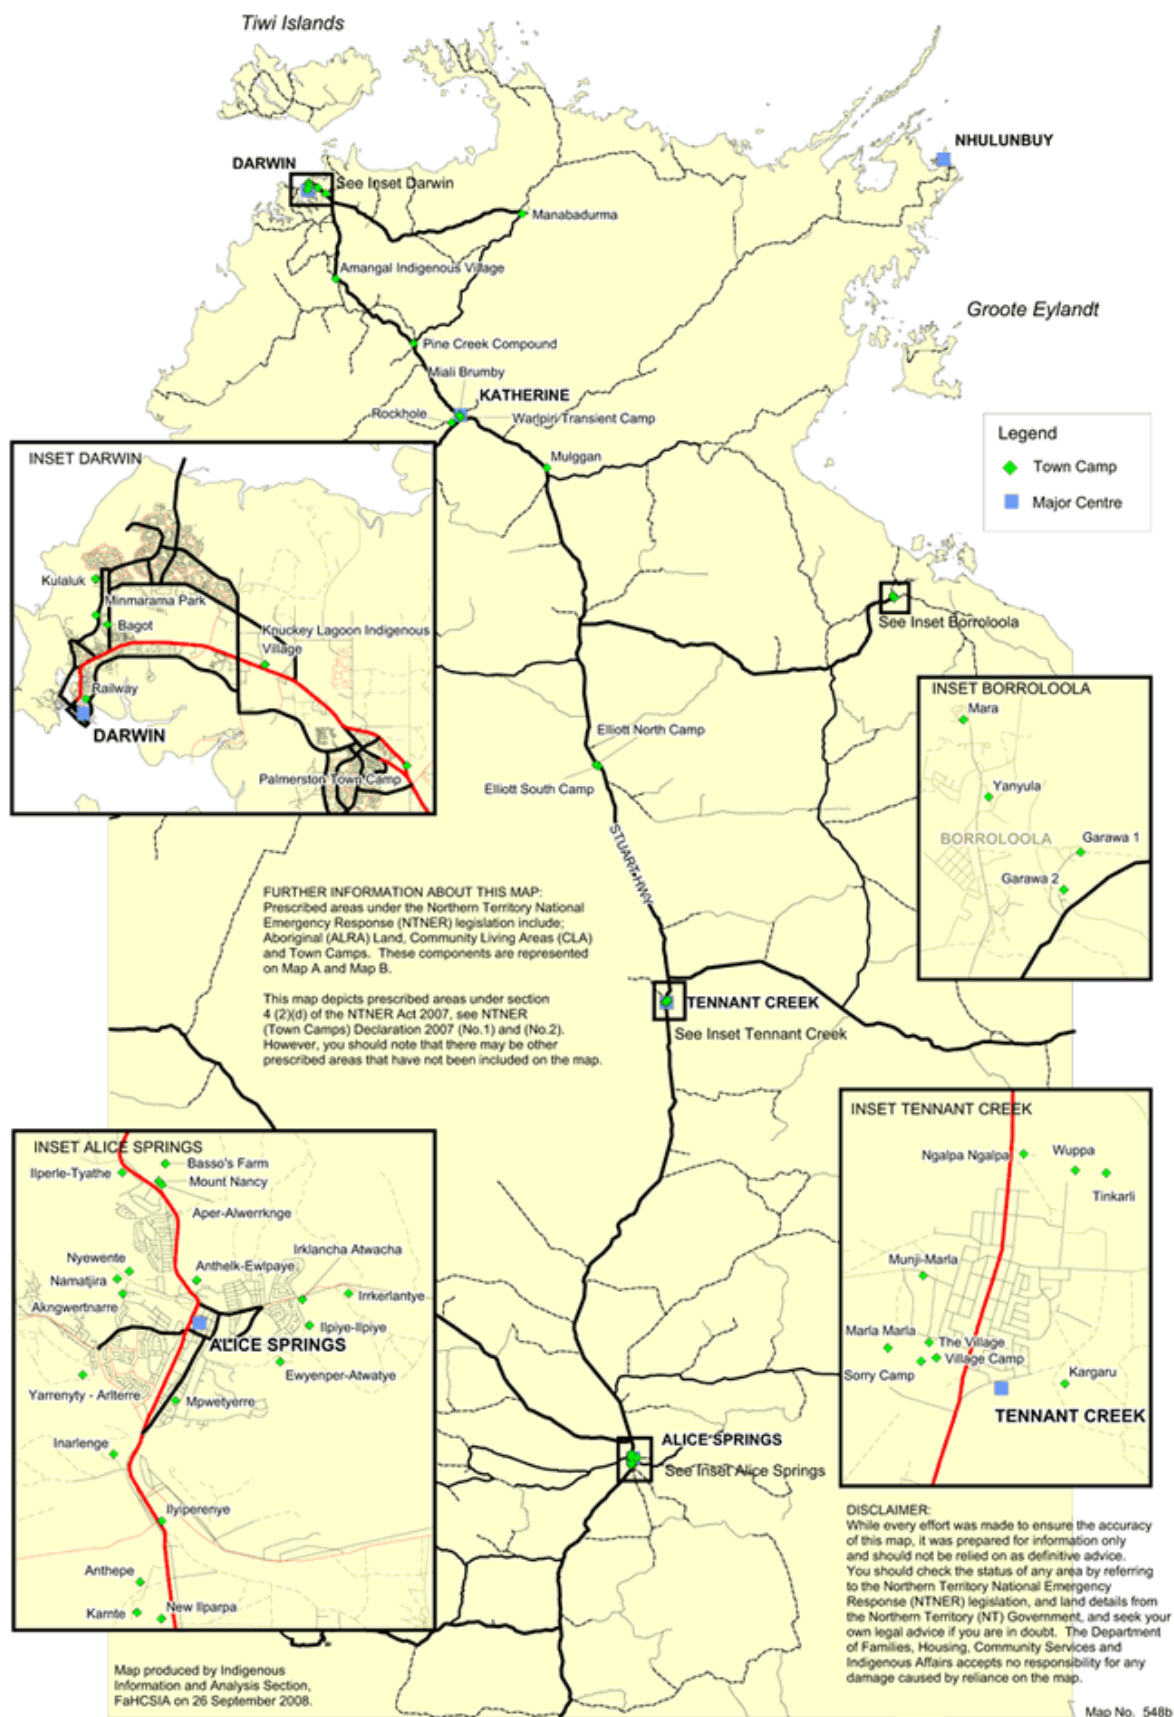 Tiwi Islands
DARWIN
See Inset Darwin
NHULUNBUY
Manabadurma
Amangal Indigenous Village
Groote Eylandt
Pine Creek Compound
Miali Brumby
KATHERINE
Rockhole
Warlpiri Transient Camp
Mulggan
Legend
Town Camp
Major Centre
INSET DARWIN
Kulaluk
Minmarama Park
Bagot
Knuckey Lagoon Indigenous
Village
Railway
DARWIN
Palmerston Town Camp
See Inset Borroloola
INSET BORROLOOLA
Mara
Yanyula
BORROLOOLA
Garawa 1
Garawa 2
Elliott North Camp
Elliott South Camp
STUART HWY
FURTHER INFORMATION ABOUT THIS MAP:
Prescribed areas under the Northern Territory National
Emergency Response (NTNER) legislation include;
Aboriginal (ALRA) Land, Community Living Areas (CLA)
and Town Camps.  These components are represented
on Map A and Map B.
This map depicts prescribed areas under section
4 (2)(d) of the NTNER Act 2007, see NTNER
(Town Camps) Declaration 2007 (No.1) and (No.2).
However, you should note that there may be other
prescribed areas that have not been included on the map.
TENNANT CREEK
See Inset Tennant Creek
INSET TENNANT CREEK
Ngalpa Ngalpa
Wuppa
Tinkarli
Munji-Marla
Marla Marla
The Village
Village Camp
Sorry Camp
Kargaru
TENNANT CREEK
INSET ALICE SPRINGS
Basso's Farm
Ilperle-Tyathe
Mount Nancy
Aper-Alwerrknge
Irklancha Atwacha
Nyewente
Anthelk-Ewlpaye
Namatjira
Irrkerlantye
Akngwertnarre
Ilpiye-Ilpiye
ALICE SPRINGS
Ewyenper-Atwatye
Yarrenyty - Arlterre
Mpwetyerre
Inarlenge
Ilyiperenye
Anthepe
Karnte
New Ilparpa
ALICE SPRINGS
See Inset Alice Springs
DISCLAIMER:
While every effort was made to ensure the accuracy
of this map, it was prepared for information only
and should not be relied on as definitive advice.
You should check the status of any area by referring
to the Northern Territory National Emergency
Response (NTNER) legislation, and land details from
the Northern Territory (NT) Government, and seek your
own legal advice if you are in doubt.  The Department
of Families, Housing, Community Services and
Indigenous Affairs accepts no responsibility for any
damage caused by reliance on the map.
Map produced by Indigenous
Information and Analysis Section,
FaHCSIA on 26 September 2008.
Map No.  548b